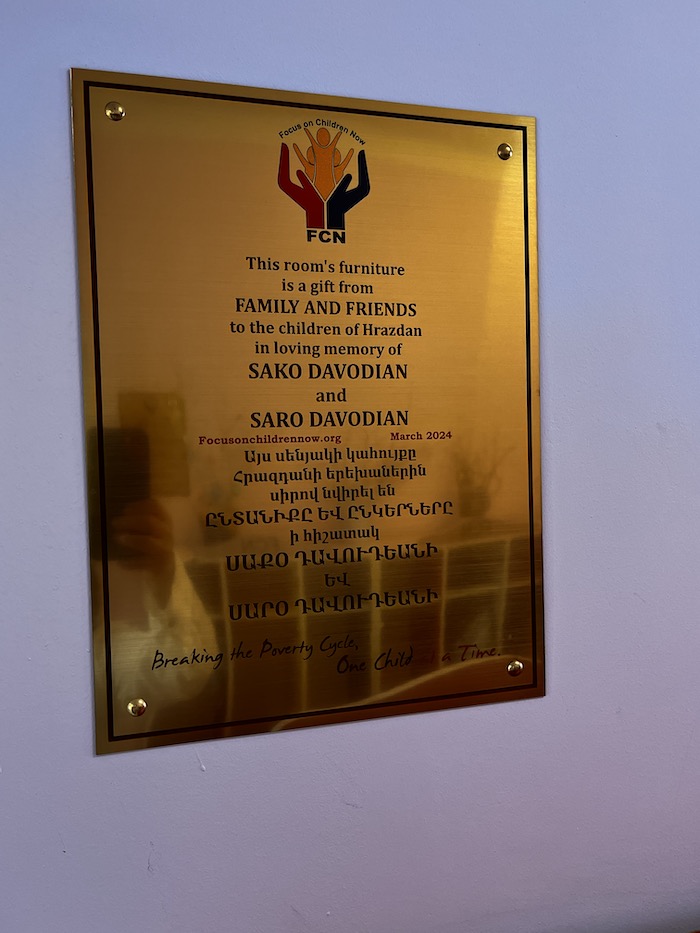 Focus on Children Now
FCN
This room's furniture
is a gift from
FAMILY AND FRIENDS
to the children of Hrazdan
in loving memory of
SAKO DAVODIAN
and
SARO DAVODIAN
Focusonchildrennow.org March 2024
Այս սենյակի կահույքը
Հրազդանի երեխաներին
սիրով նվիրել են
ԸՆՏԱՆԻՔԸ ԵՎ ԸՆԿԵՐՆԵՐԸ
ի հիշատակ
ՍԱՔՕ ԴԱՎՈՒԴԵԱՆԻ
ԵՎ
ՍԱՐՕ ԴԱՎՈՒԴԵԱՆԻ
Breaking the Poverty Cycle,
One Child at a Time.